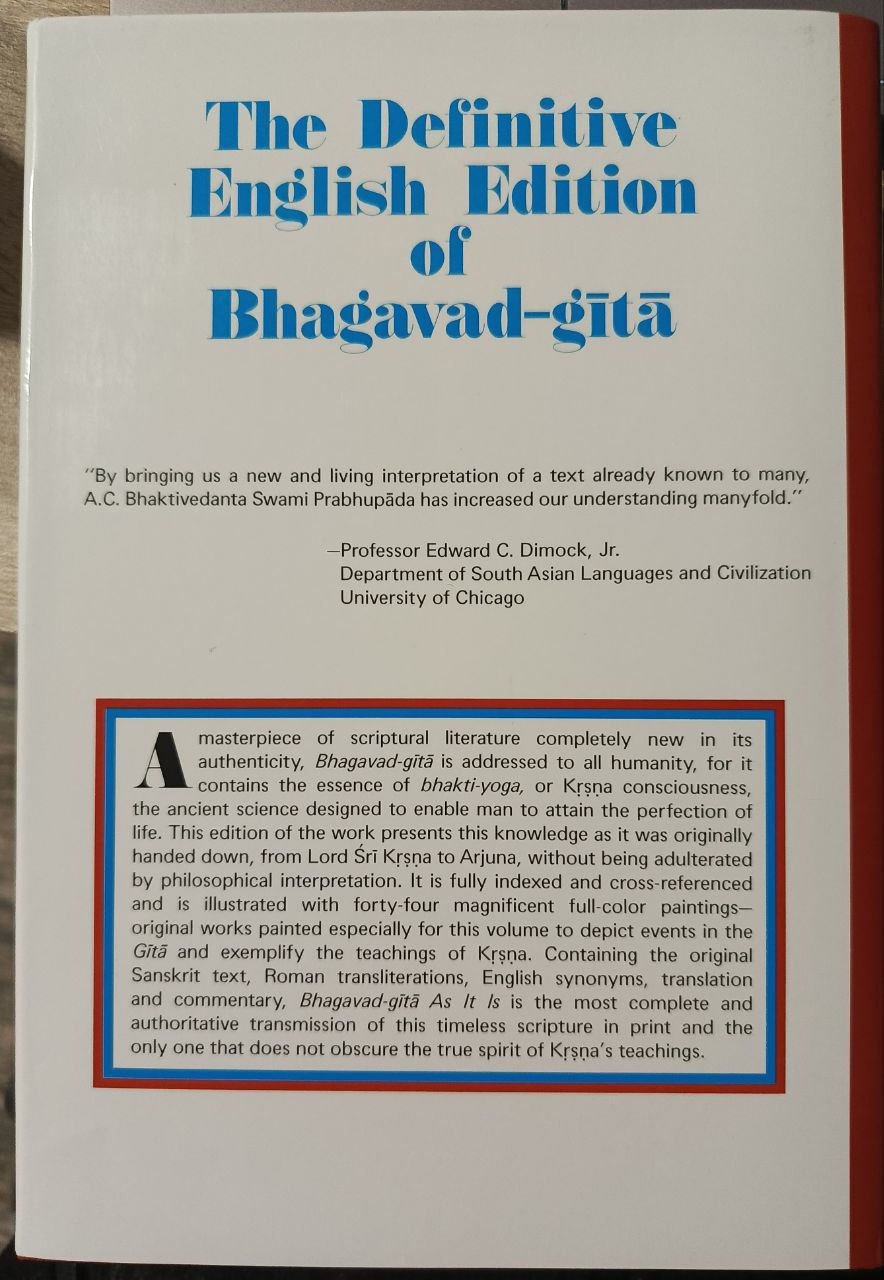 The Definitive
English Edition
of
Bhagavad-gītā
"By bringing us a new and living interpretation of a text already known to many,
A.C. Bhaktivedanta Swami Prabhupāda has increased our understanding manyfold."
—Professor Edward C. Dimock, Jr.
Department of South Asian Languages and Civilization
University of Chicago
A masterpiece of scriptural literature completely new in its
authenticity, Bhagavad-gītā is addressed to all humanity, for it
contains the essence of bhakti-yoga, or Kṛṣṇa consciousness,
the ancient science designed to enable man to attain the perfection of
life. This edition of the work presents this knowledge as it was originally
handed down, from Lord Śrī Kṛṣṇa to Arjuna, without being adulterated
by philosophical interpretation. It is fully indexed and cross-referenced
and is illustrated with forty-four magnificent full-color paintings—
original works painted especially for this volume to depict events in the
Gītā and exemplify the teachings of Kṛṣṇa. Containing the original
Sanskrit text, Roman transliterations, English synonyms, translation
and commentary, Bhagavad-gītā As It Is is the most complete and
authoritative transmission of this timeless scripture in print and the
only one that does not obscure the true spirit of Kṛṣṇa's teachings.